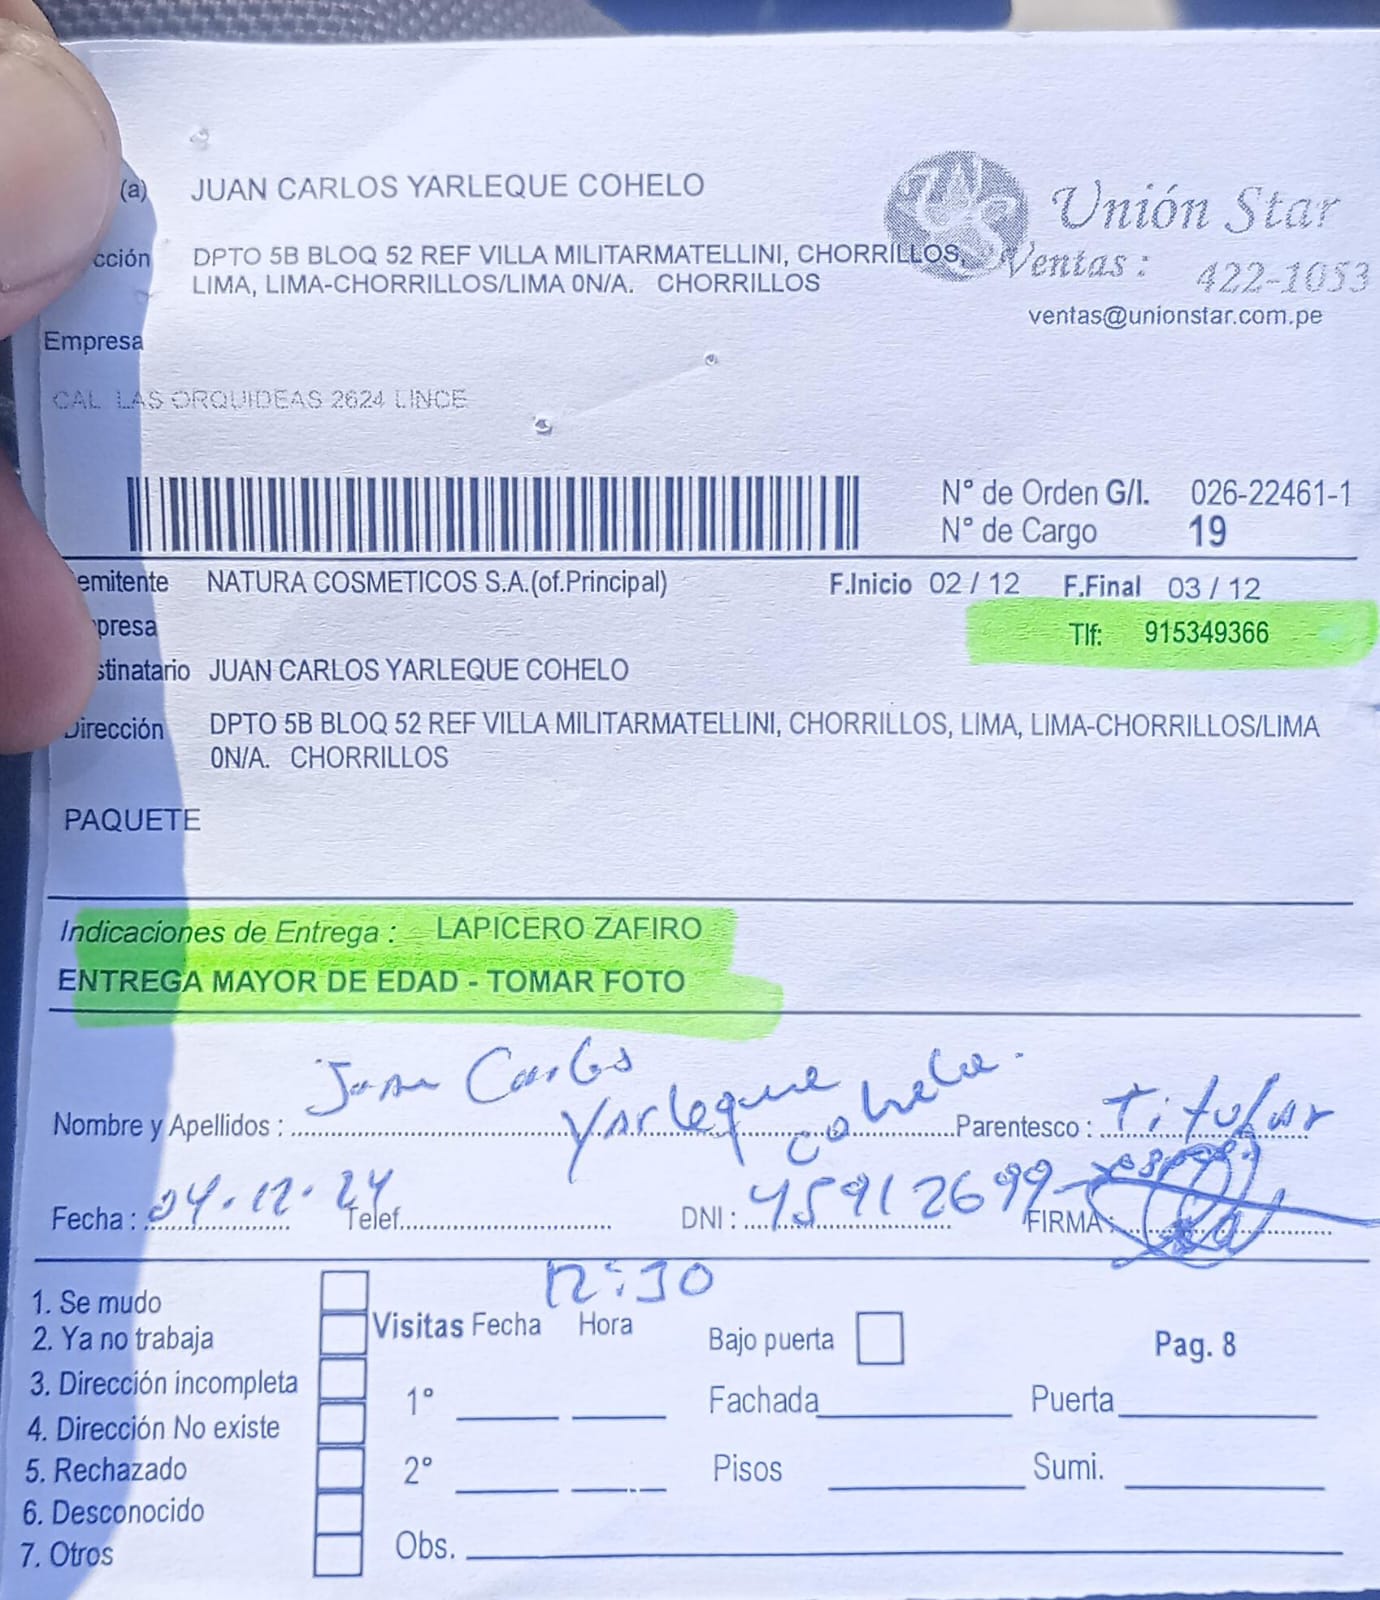 (a) JUAN CARLOS YARLEQUE COHELO
Unión Star
cción DPTO 5B BLOQ 52 REF VILLA MILITARMATELLINI, CHORRILLOS,
Ventas: 422-1053
LIMA, LIMA-CHORRILLOS/LIMA 0N/A. CHORRILLOS
ventas@unionstar.com.pe
Empresa
CAL LAS ORQUIDEAS 2624 LINCE
N° de Orden G/I. 026-22461-1
N° de Cargo 19
emitente NATURA COSMETICOS S.A.(of.Principal) F.Inicio 02 / 12 F.Final 03 / 12
presa Tlf: 915349366
stinatario JUAN CARLOS YARLEQUE COHELO
Dirección DPTO 5B BLOQ 52 REF VILLA MILITARMATELLINI, CHORRILLOS, LIMA, LIMA-CHORRILLOS/LIMA
0N/A. CHORRILLOS
PAQUETE
Indicaciones de Entrega : LAPICERO ZAFIRO
ENTREGA MAYOR DE EDAD - TOMAR FOTO
Nombre y Apellidos : Juan Carlos Yarleque Cohelo. Parentesco : Titular
Fecha : 04.12.24 Telef. DNI : 45912699 FIRMA :
12:30
1. Se mudo
Visitas Fecha Hora Bajo puerta Pag. 8
2. Ya no trabaja
3. Dirección incompleta
1° Fachada Puerta
4. Dirección No existe
5. Rechazado
2° Pisos Sumi.
6. Desconocido
7. Otros
Obs.